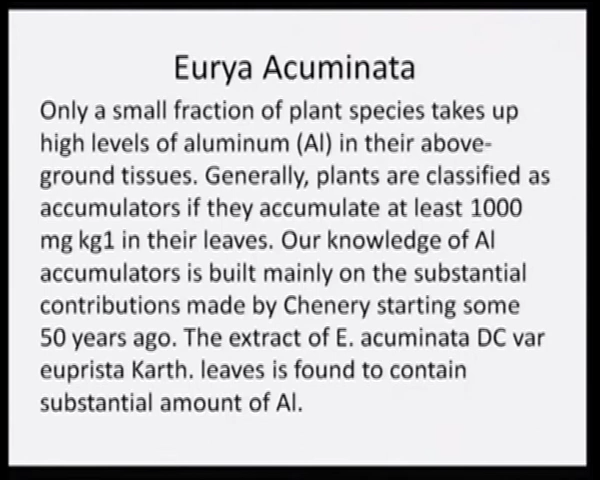 Eurya Acuminata
Only a small fraction of plant species takes up
high levels of aluminum (Al) in their above-
ground tissues. Generally, plants are classified as
accumulators if they accumulate at least 1000
mg kg1 in their leaves. Our knowledge of Al
accumulators is built mainly on the substantial
contributions made by Chenery starting some
50 years ago. The extract of E. acuminata DC var
euprista Karth. leaves is found to contain
substantial amount of Al.